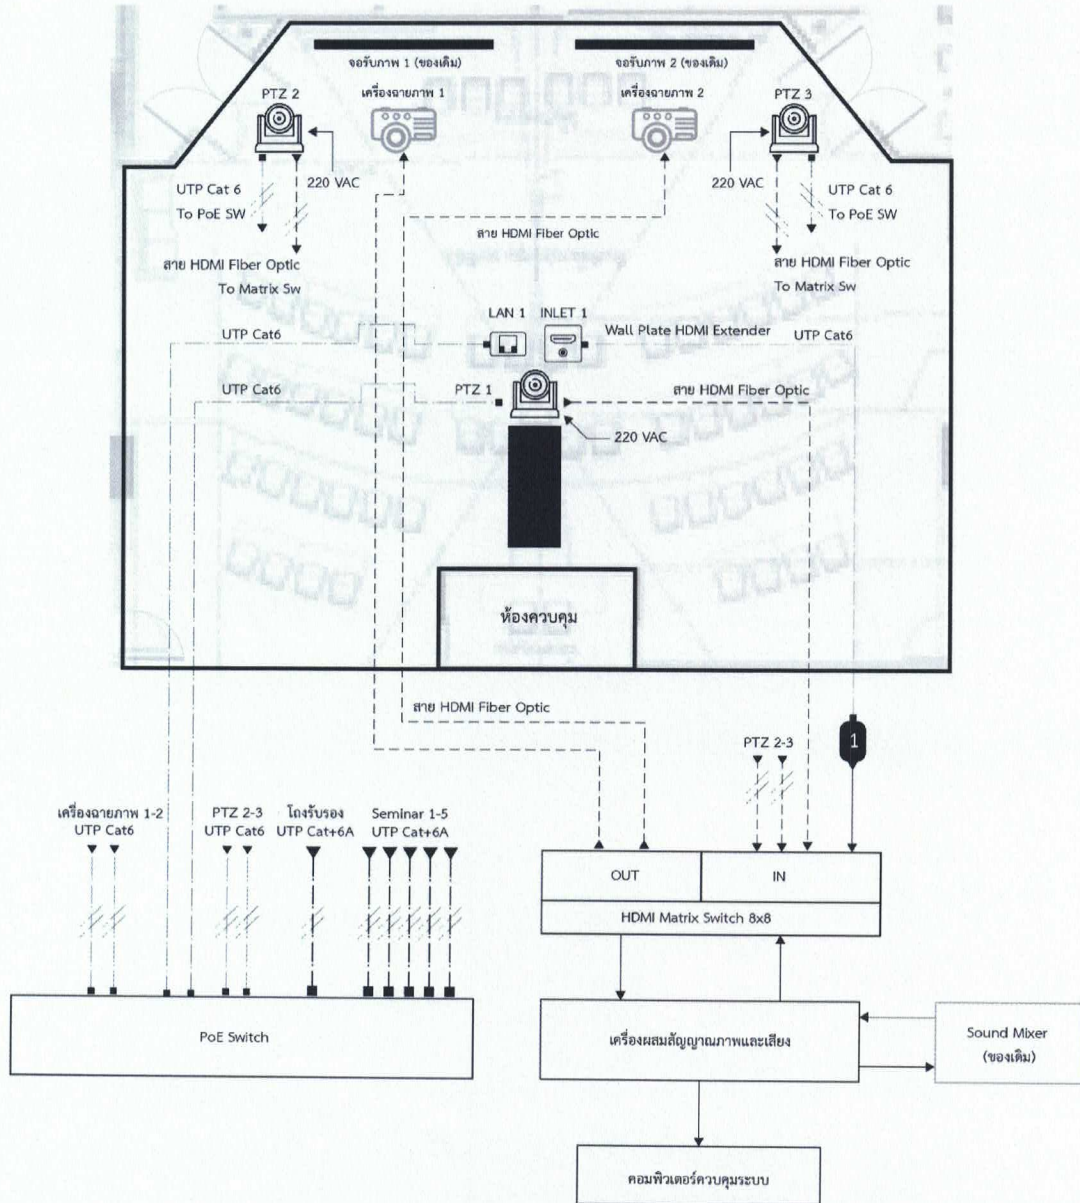 จอรับภาพ 1 (ของเดิม)
จอรับภาพ 2 (ของเดิม)
PTZ 2
เครื่องฉายภาพ 1
เครื่องฉายภาพ 2
PTZ 3
220 VAC
220 VAC
UTP Cat 6
To PoE SW
UTP Cat 6
To PoE SW
สาย HDMI Fiber Optic
สาย HDMI Fiber Optic
To Matrix Sw
สาย HDMI Fiber Optic
To Matrix Sw
LAN 1
INLET 1
UTP Cat6
Wall Plate HDMI Extender
UTP Cat6
UTP Cat6
PTZ 1
สาย HDMI Fiber Optic
220 VAC
ห้องควบคุม
สาย HDMI Fiber Optic
PTZ 2-3
1
เครื่องฉายภาพ 1-2
UTP Cat6
PTZ 2-3
UTP Cat6
โถงรับรอง
UTP Cat+6A
Seminar 1-5
UTP Cat+6A
OUT
IN
HDMI Matrix Switch 8x8
PoE Switch
เครื่องผสมสัญญาณภาพและเสียง
Sound Mixer
(ของเดิม)
คอมพิวเตอร์ควบคุมระบบ